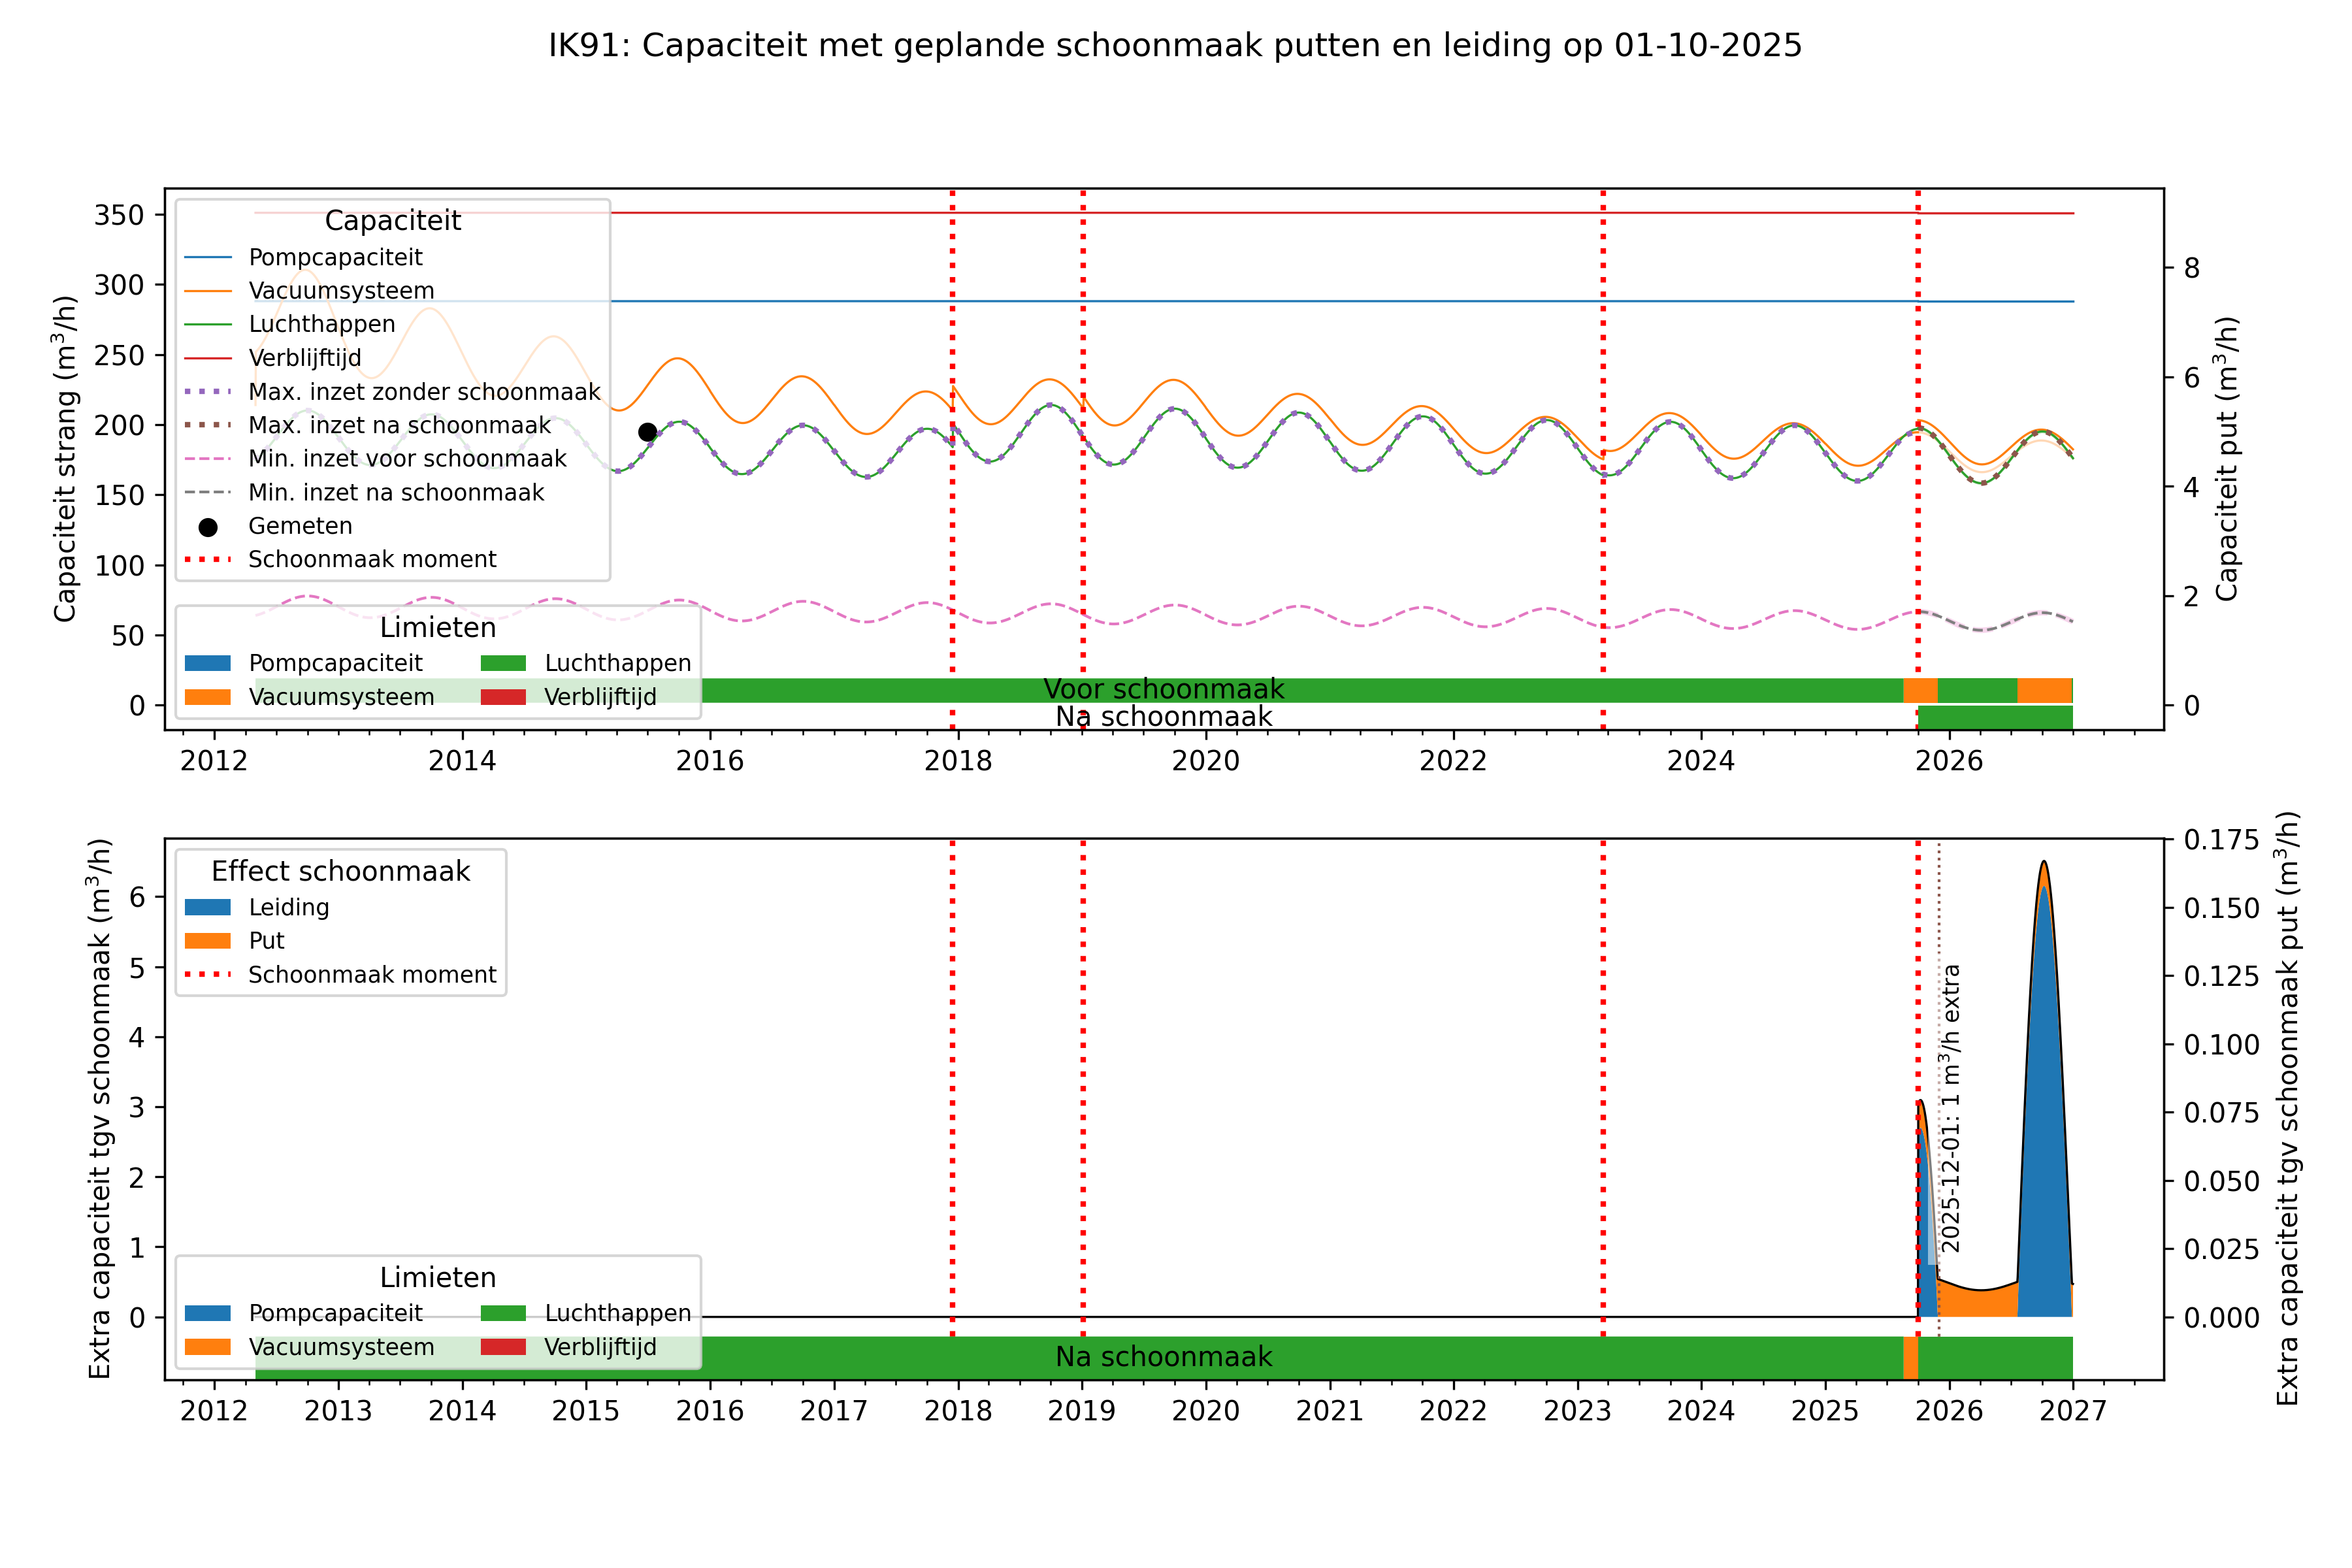 IK91: Capaciteit met geplande schoonmaak putten en leiding op 01-10-2025
Capaciteit strang (m³/h)
350
300
250
200
150
100
50
0
Capaciteit
Pompcapaciteit
Vacuumsysteem
Luchthappen
Verblijftijd
Max. inzet zonder schoonmaak
Max. inzet na schoonmaak
Min. inzet voor schoonmaak
Min. inzet na schoonmaak
Gemeten
Schoonmaak moment
Limieten
Pompcapaciteit Luchthappen
Vacuumsysteem Verblijftijd
Voor schoonmaak
Na schoonmaak
8
6
4
2
0
Capaciteit put (m³/h)
2012 2014 2016 2018 2020 2022 2024 2026
Extra capaciteit tgv schoonmaak (m³/h)
6
5
4
3
2
1
0
Effect schoonmaak
Leiding
Put
Schoonmaak moment
Limieten
Pompcapaciteit Luchthappen
Vacuumsysteem Verblijftijd
Na schoonmaak
2025-12-01: 1 m³/h extra
0.175
0.150
0.125
0.100
0.075
0.050
0.025
0.000
Extra capaciteit tgv schoonmaak put (m³/h)
2012 2013 2014 2015 2016 2017 2018 2019 2020 2021 2022 2023 2024 2025 2026 2027